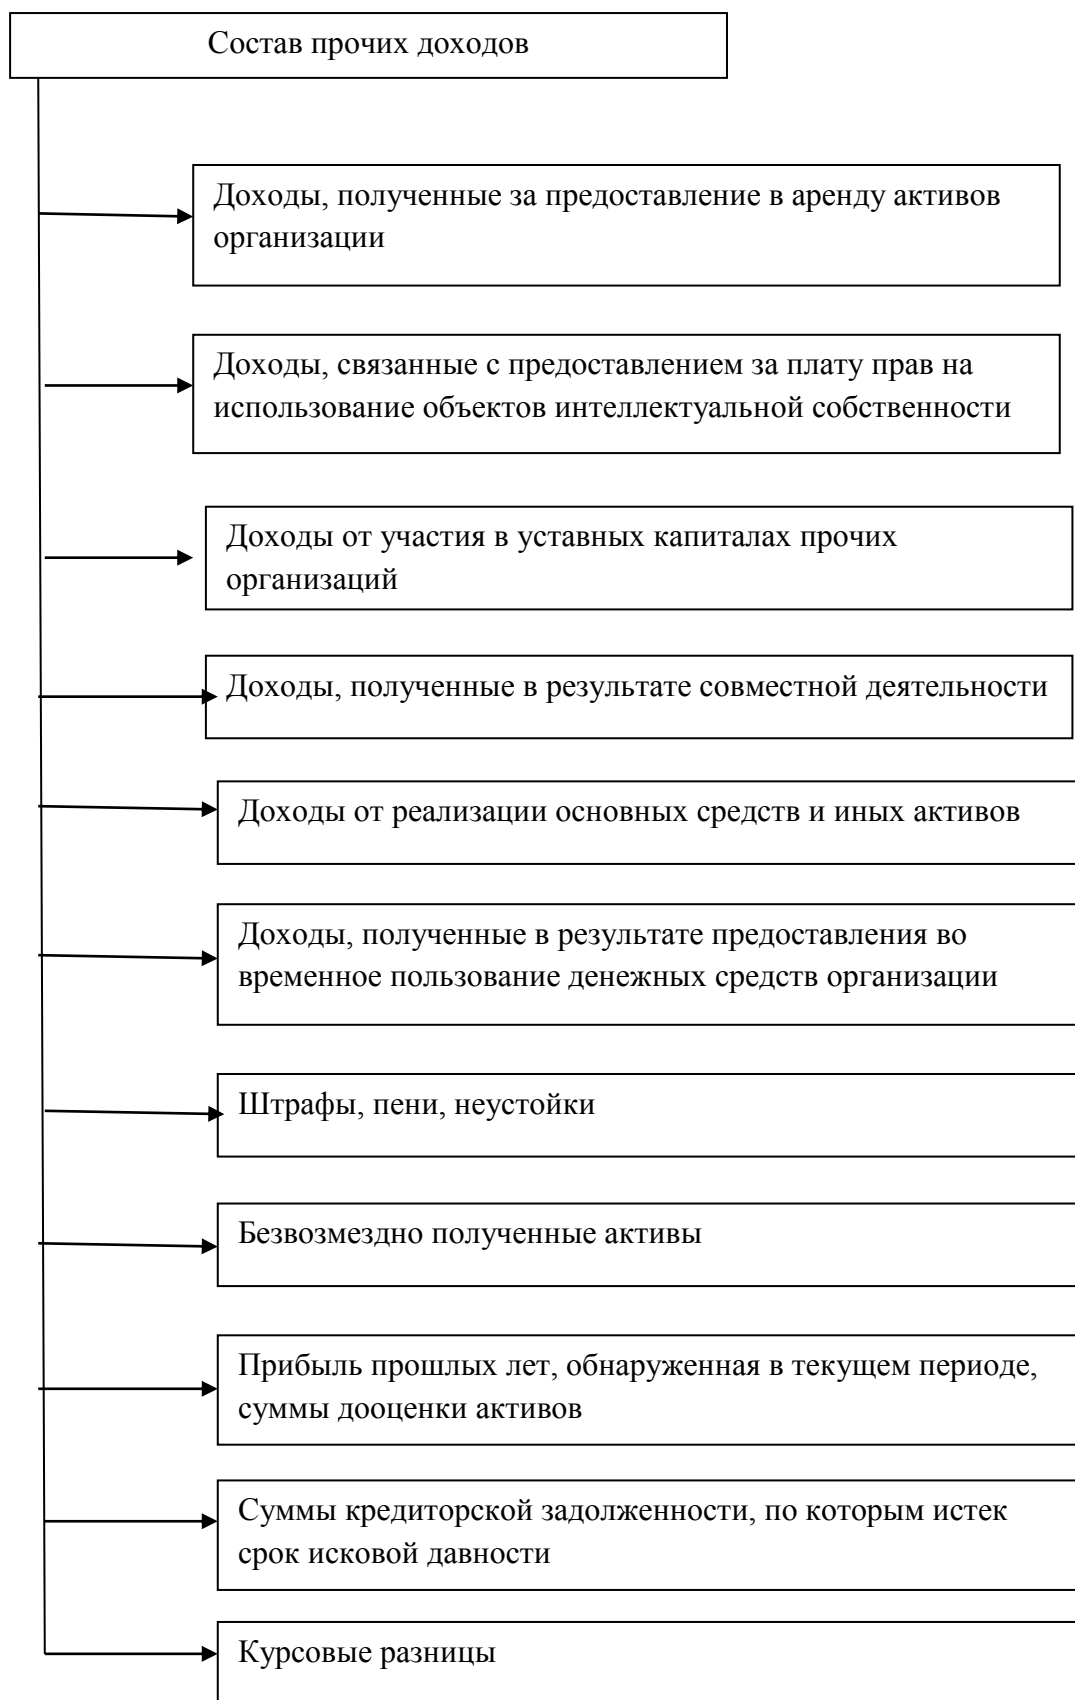 Состав прочих доходов
Доходы, полученные за предоставление в аренду активов
организации
Доходы, связанные с предоставлением за плату прав на
использование объектов интеллектуальной собственности
Доходы от участия в уставных капиталах прочих
организаций
Доходы, полученные в результате совместной деятельности
Доходы от реализации основных средств и иных активов
Доходы, полученные в результате предоставления во
временное пользование денежных средств организации
Штрафы, пени, неустойки
Безвозмездно полученные активы
Прибыль прошлых лет, обнаруженная в текущем периоде,
суммы дооценки активов
Суммы кредиторской задолженности, по которым истек
срок исковой давности
Курсовые разницы